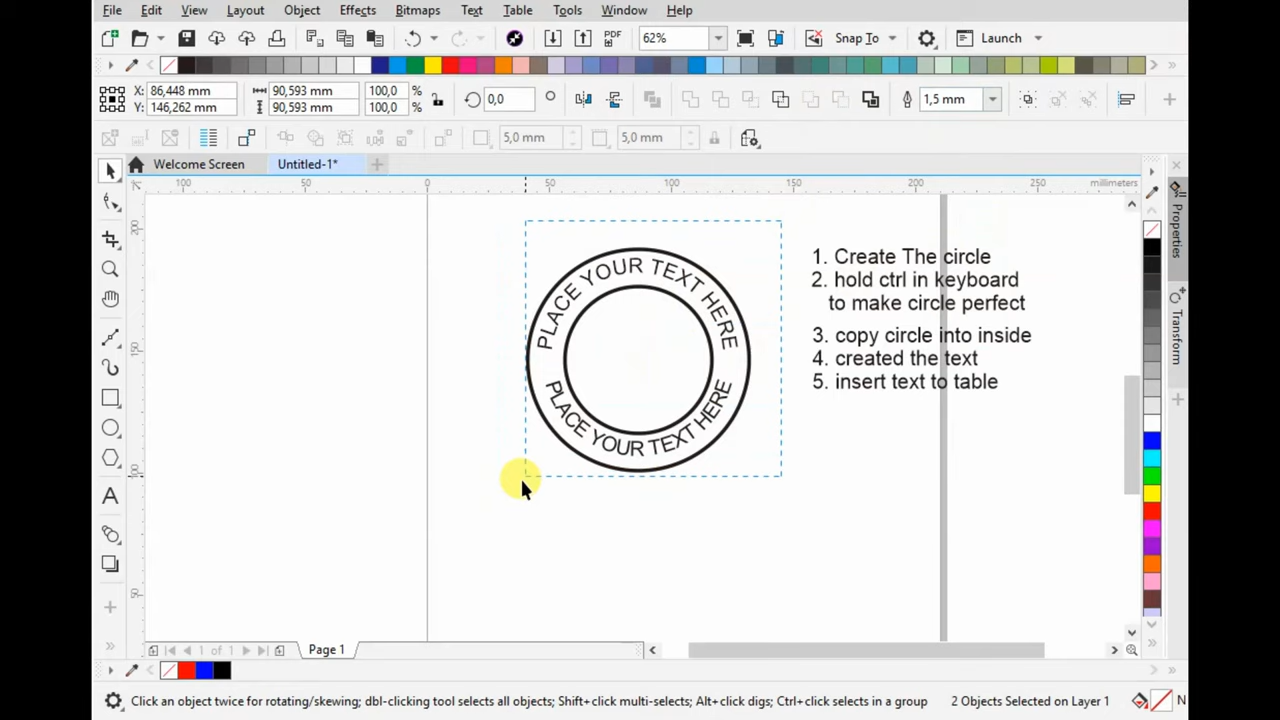 File Edit View Layout Object Effects Bitmaps Text Table Tools Window Help
PDF 62% Snap To Launch
X: 86,448 mm 90,593 mm 100,0 % 0,0 1,5 mm
Y: 146,262 mm 90,593 mm 100,0 %
5,0 mm 5,0 mm
Welcome Screen Untitled-1*
100 50 0 50 100 150 200 250 millimeters
200
150
100
50
PLACE YOUR TEXT HERE
PLACE YOUR TEXT HERE
1. Create The circle
2. hold ctrl in keyboard
to make circle perfect
3. copy circle into inside
4. created the text
5. insert text to table
Properties
Transform
1 of 1 Page 1
Click an object twice for rotating/skewing; dbl-clicking tool selects all objects; Shift+click multi-selects; Alt+click digs; Ctrl+click selects in a group 2 Objects Selected on Layer 1 N